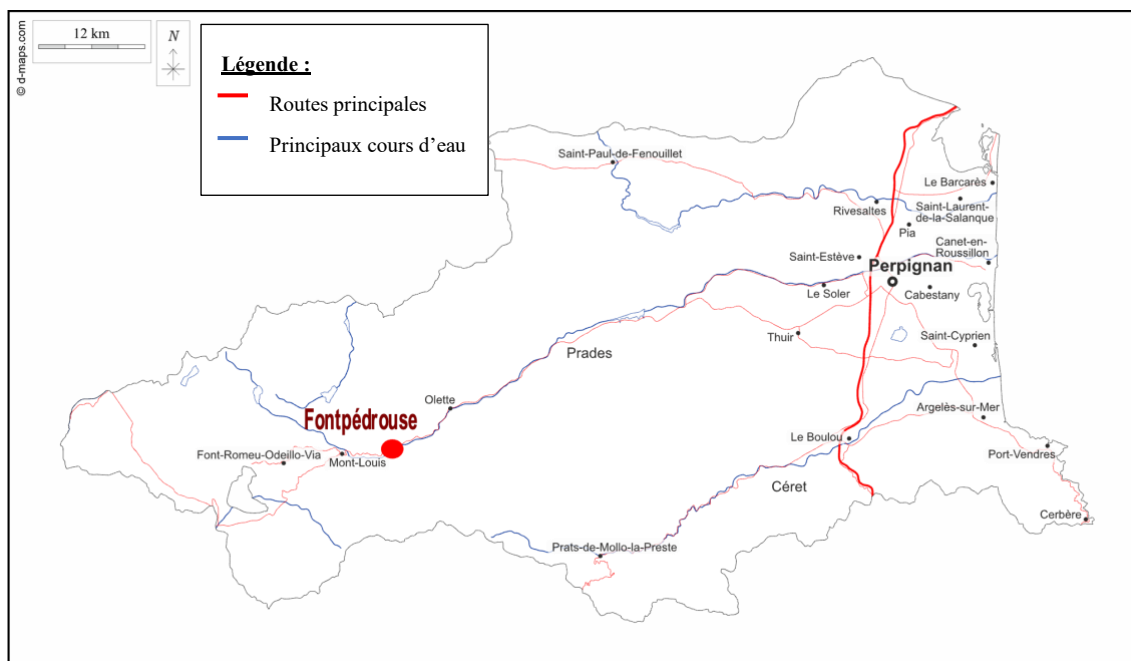 © d-maps.com
12 km
N
Légende :
Routes principales
Principaux cours d'eau
Saint-Paul-de-Fenouillet
Le Barcarès
Rivesaltes
Saint-Laurent-
de-la-Salanque
Pia
Saint-Estève
Canet-en-
Roussillon
Perpignan
Le Soler
Cabestany
Thuir
Saint-Cyprien
Prades
Olette
Fontpédrouse
Argelès-sur-Mer
Le Boulou
Font-Romeu-Odeillo-Via
Mont-Louis
Port-Vendres
Céret
Cerbère
Prats-de-Mollo-la-Preste